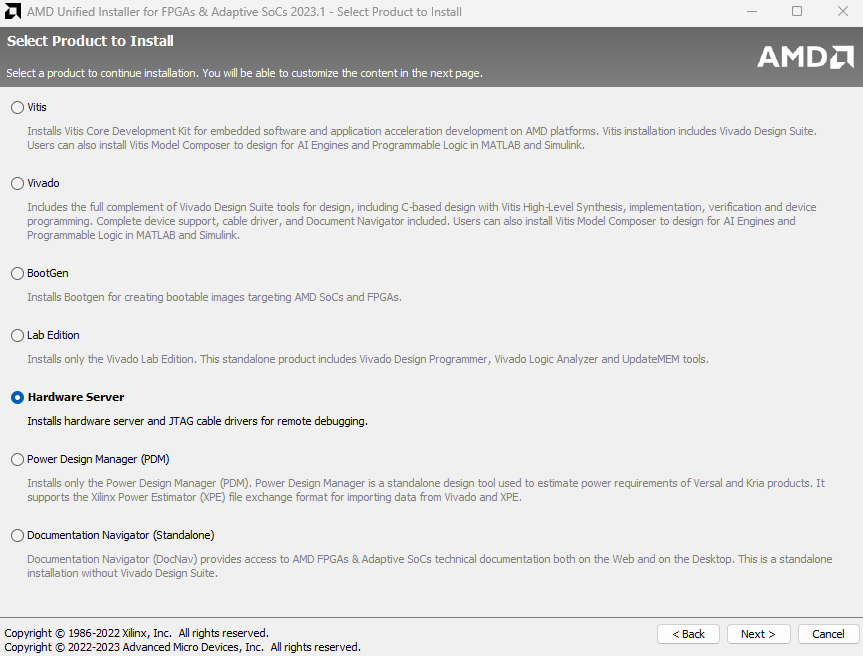 AMD Unified Installer for FPGAs & Adaptive SoCs 2023.1 - Select Product to Install
Select Product to Install
Select a product to continue installation. You will be able to customize the content in the next page.
AMD
Vitis
Installs Vitis Core Development Kit for embedded software and application acceleration development on AMD platforms. Vitis installation includes Vivado Design Suite.
Users can also install Vitis Model Composer to design for AI Engines and Programmable Logic in MATLAB and Simulink.
Vivado
Includes the full complement of Vivado Design Suite tools for design, including C-based design with Vitis High-Level Synthesis, implementation, verification and device
programming. Complete device support, cable driver, and Document Navigator included. Users can also install Vitis Model Composer to design for AI Engines and
Programmable Logic in MATLAB and Simulink.
BootGen
Installs Bootgen for creating bootable images targeting AMD SoCs and FPGAs.
Lab Edition
Installs only the Vivado Lab Edition. This standalone product includes Vivado Design Programmer, Vivado Logic Analyzer and UpdateMEM tools.
Hardware Server
Installs hardware server and JTAG cable drivers for remote debugging.
Power Design Manager (PDM)
Installs only the Power Design Manager (PDM). Power Design Manager is a standalone design tool used to estimate power requirements of Versal and Kria products. It
supports the Xilinx Power Estimator (XPE) file exchange format for importing data from Vivado and XPE.
Documentation Navigator (Standalone)
Documentation Navigator (DocNav) provides access to AMD FPGAs & Adaptive SoCs technical documentation both on the Web and on the Desktop. This is a standalone
installation without Vivado Design Suite.
Copyright © 1986-2022 Xilinx, Inc. All rights reserved.
Copyright © 2022-2023 Advanced Micro Devices, Inc. All rights reserved.
< Back
Next >
Cancel